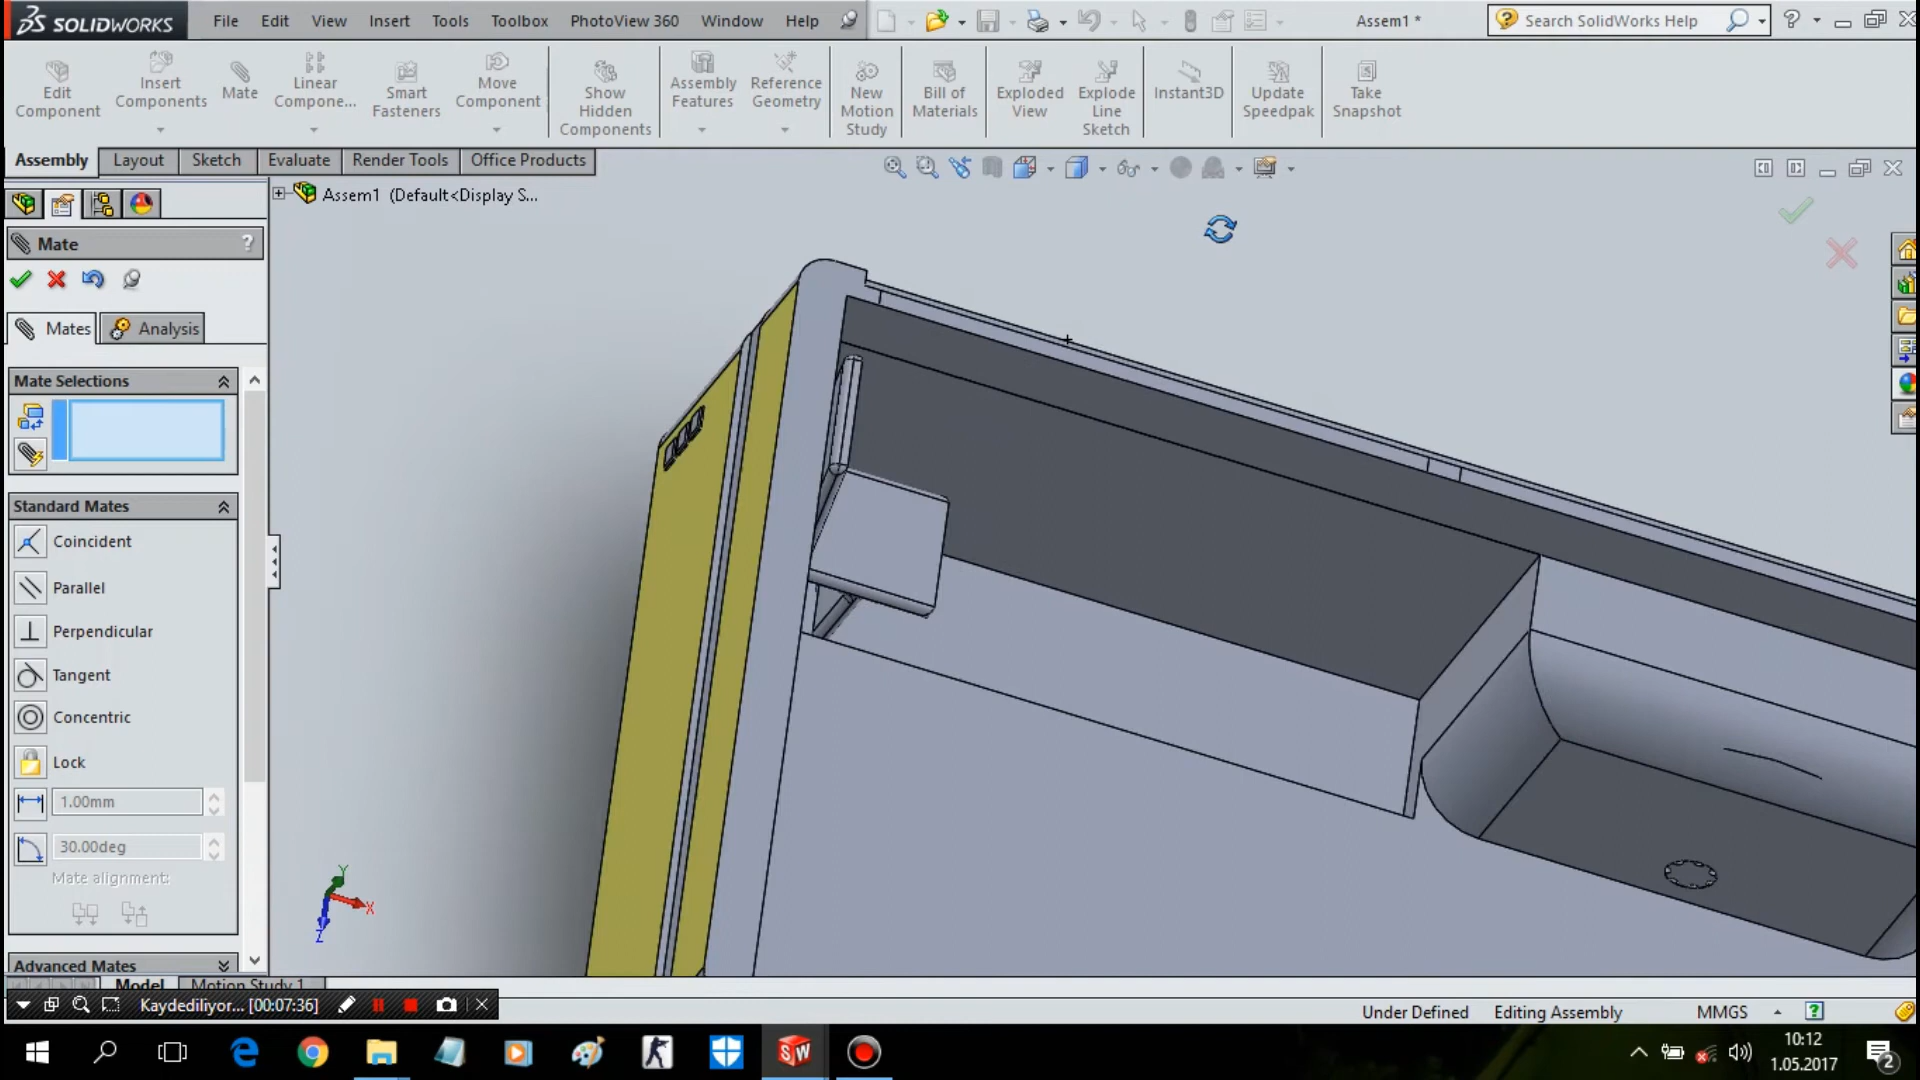 SOLIDWORKS
File Edit View Insert Tools Toolbox PhotoView 360 Window Help
Assem1 *
Search SolidWorks Help
Edit Component
Insert Components
Mate
Linear Compone...
Smart Fasteners
Move Component
Show Hidden Components
Assembly Features
Reference Geometry
New Motion Study
Bill of Materials
Exploded View
Explode Line Sketch
Instant3D
Update Speedpak
Take Snapshot
Assembly Layout Sketch Evaluate Render Tools Office Products
Assem1 (Default<Display S...
Mate ?
Mates Analysis
Mate Selections
Standard Mates
Coincident
Parallel
Perpendicular
Tangent
Concentric
Lock
1.00mm
30.00deg
Mate alignment:
Advanced Mates
Y
X
Z
Model Motion Study 1
Kaydediliyor... [00:07:36]
Under Defined Editing Assembly MMGS
SW
10:12
1.05.2017
2